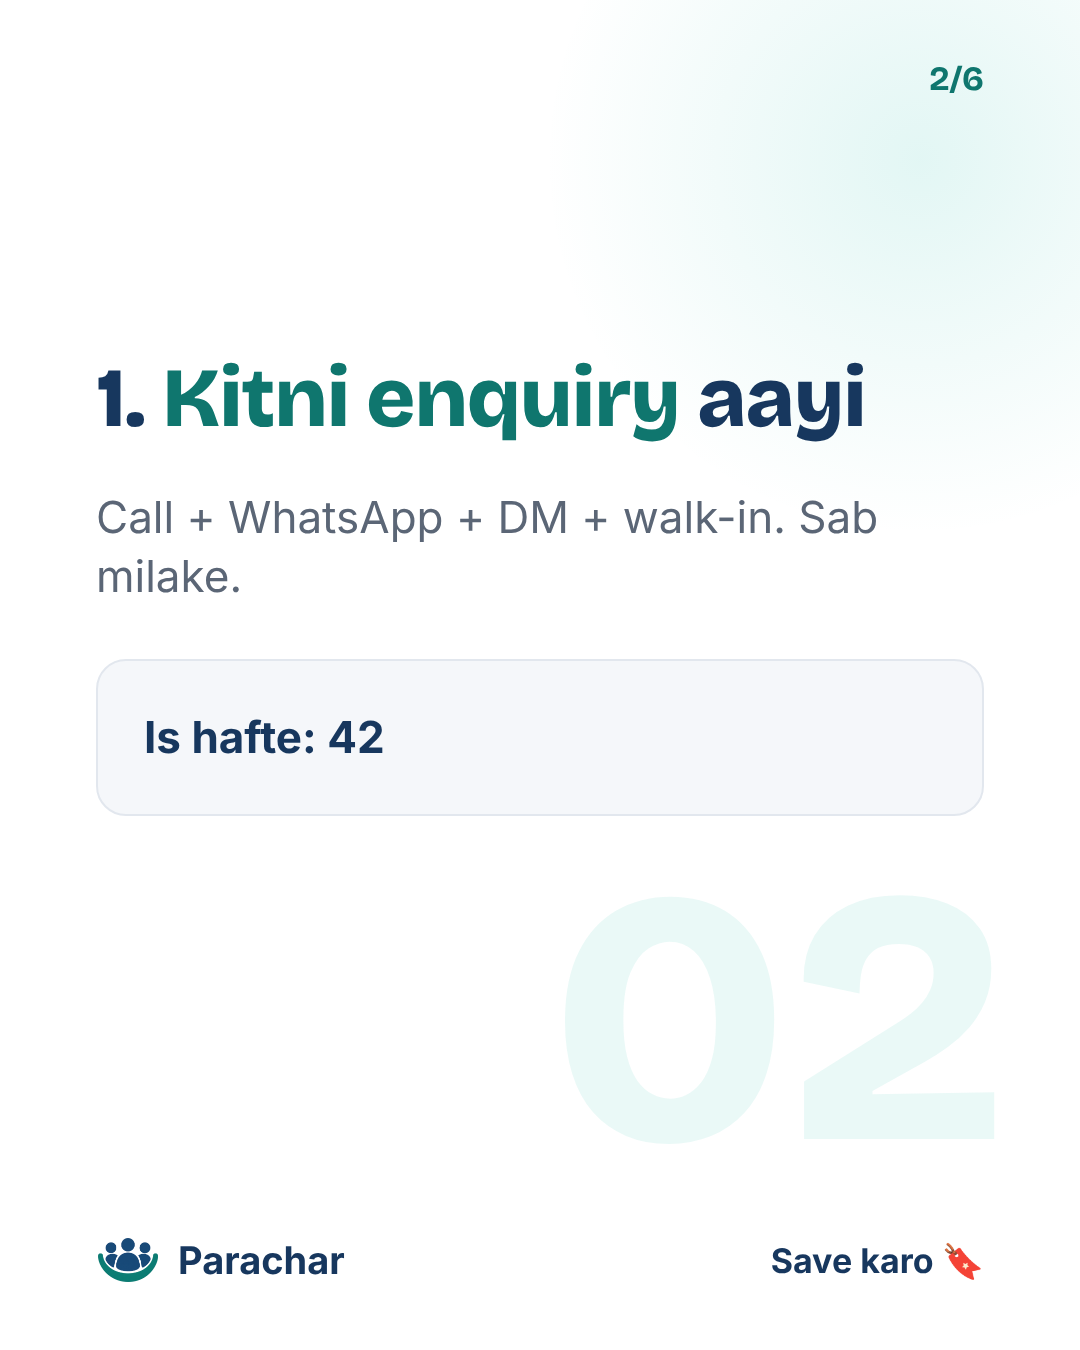 2/6
1. Kitni enquiry aayi
Call + WhatsApp + DM + walk-in. Sab
milake.
Is hafte: 42
02
Parachar
Save karo 🔖